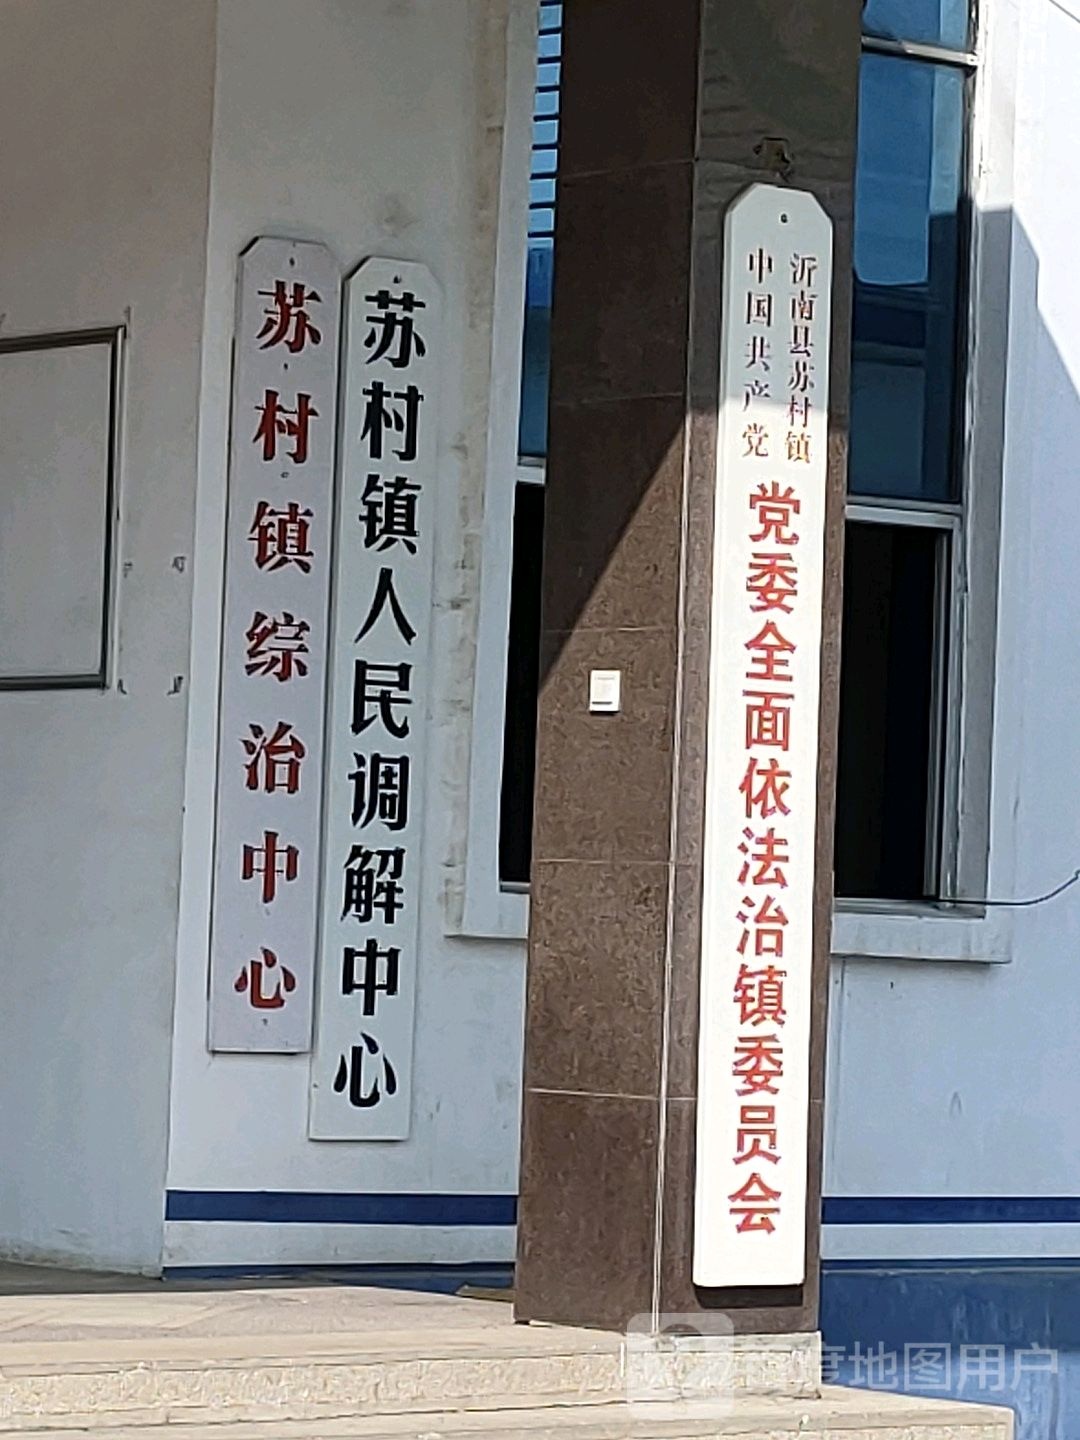 苏村镇综治中心
苏村镇人民调解中心
中国共产党
沂南县苏村镇
党委全面依法治镇委员会
地图用户